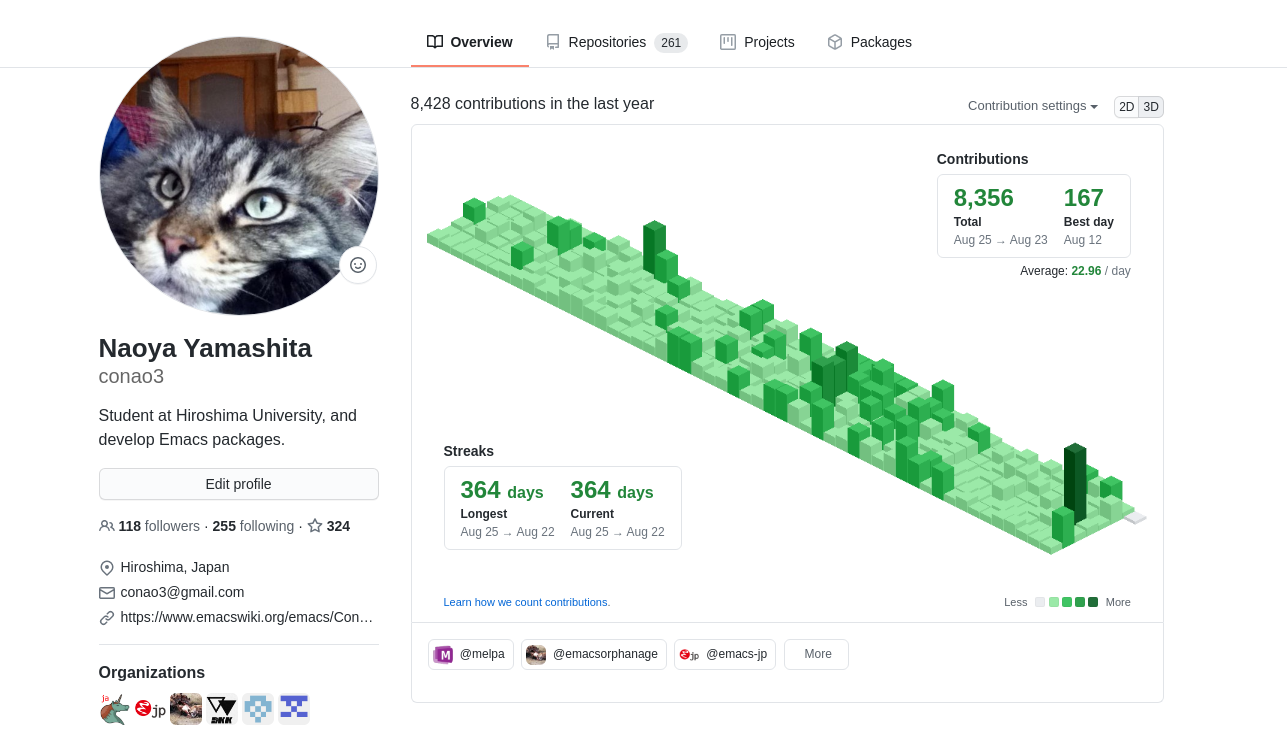 Overview
Repositories 261
Projects
Packages
8,428 contributions in the last year
Contribution settings
2D 3D
Contributions
8,356 167
Total Best day
Aug 25 → Aug 23 Aug 12
Average: 22.96 / day
Naoya Yamashita
conao3
Student at Hiroshima University, and
develop Emacs packages.
Edit profile
118 followers · 255 following · 324
Hiroshima, Japan
conao3@gmail.com
https://www.emacswiki.org/emacs/Con…
Organizations
ja
jp
Streaks
364 days 364 days
Longest Current
Aug 25 → Aug 22 Aug 25 → Aug 22
Learn how we count contributions.
Less More
M @melpa
@emacsorphanage
jp @emacs-jp
More